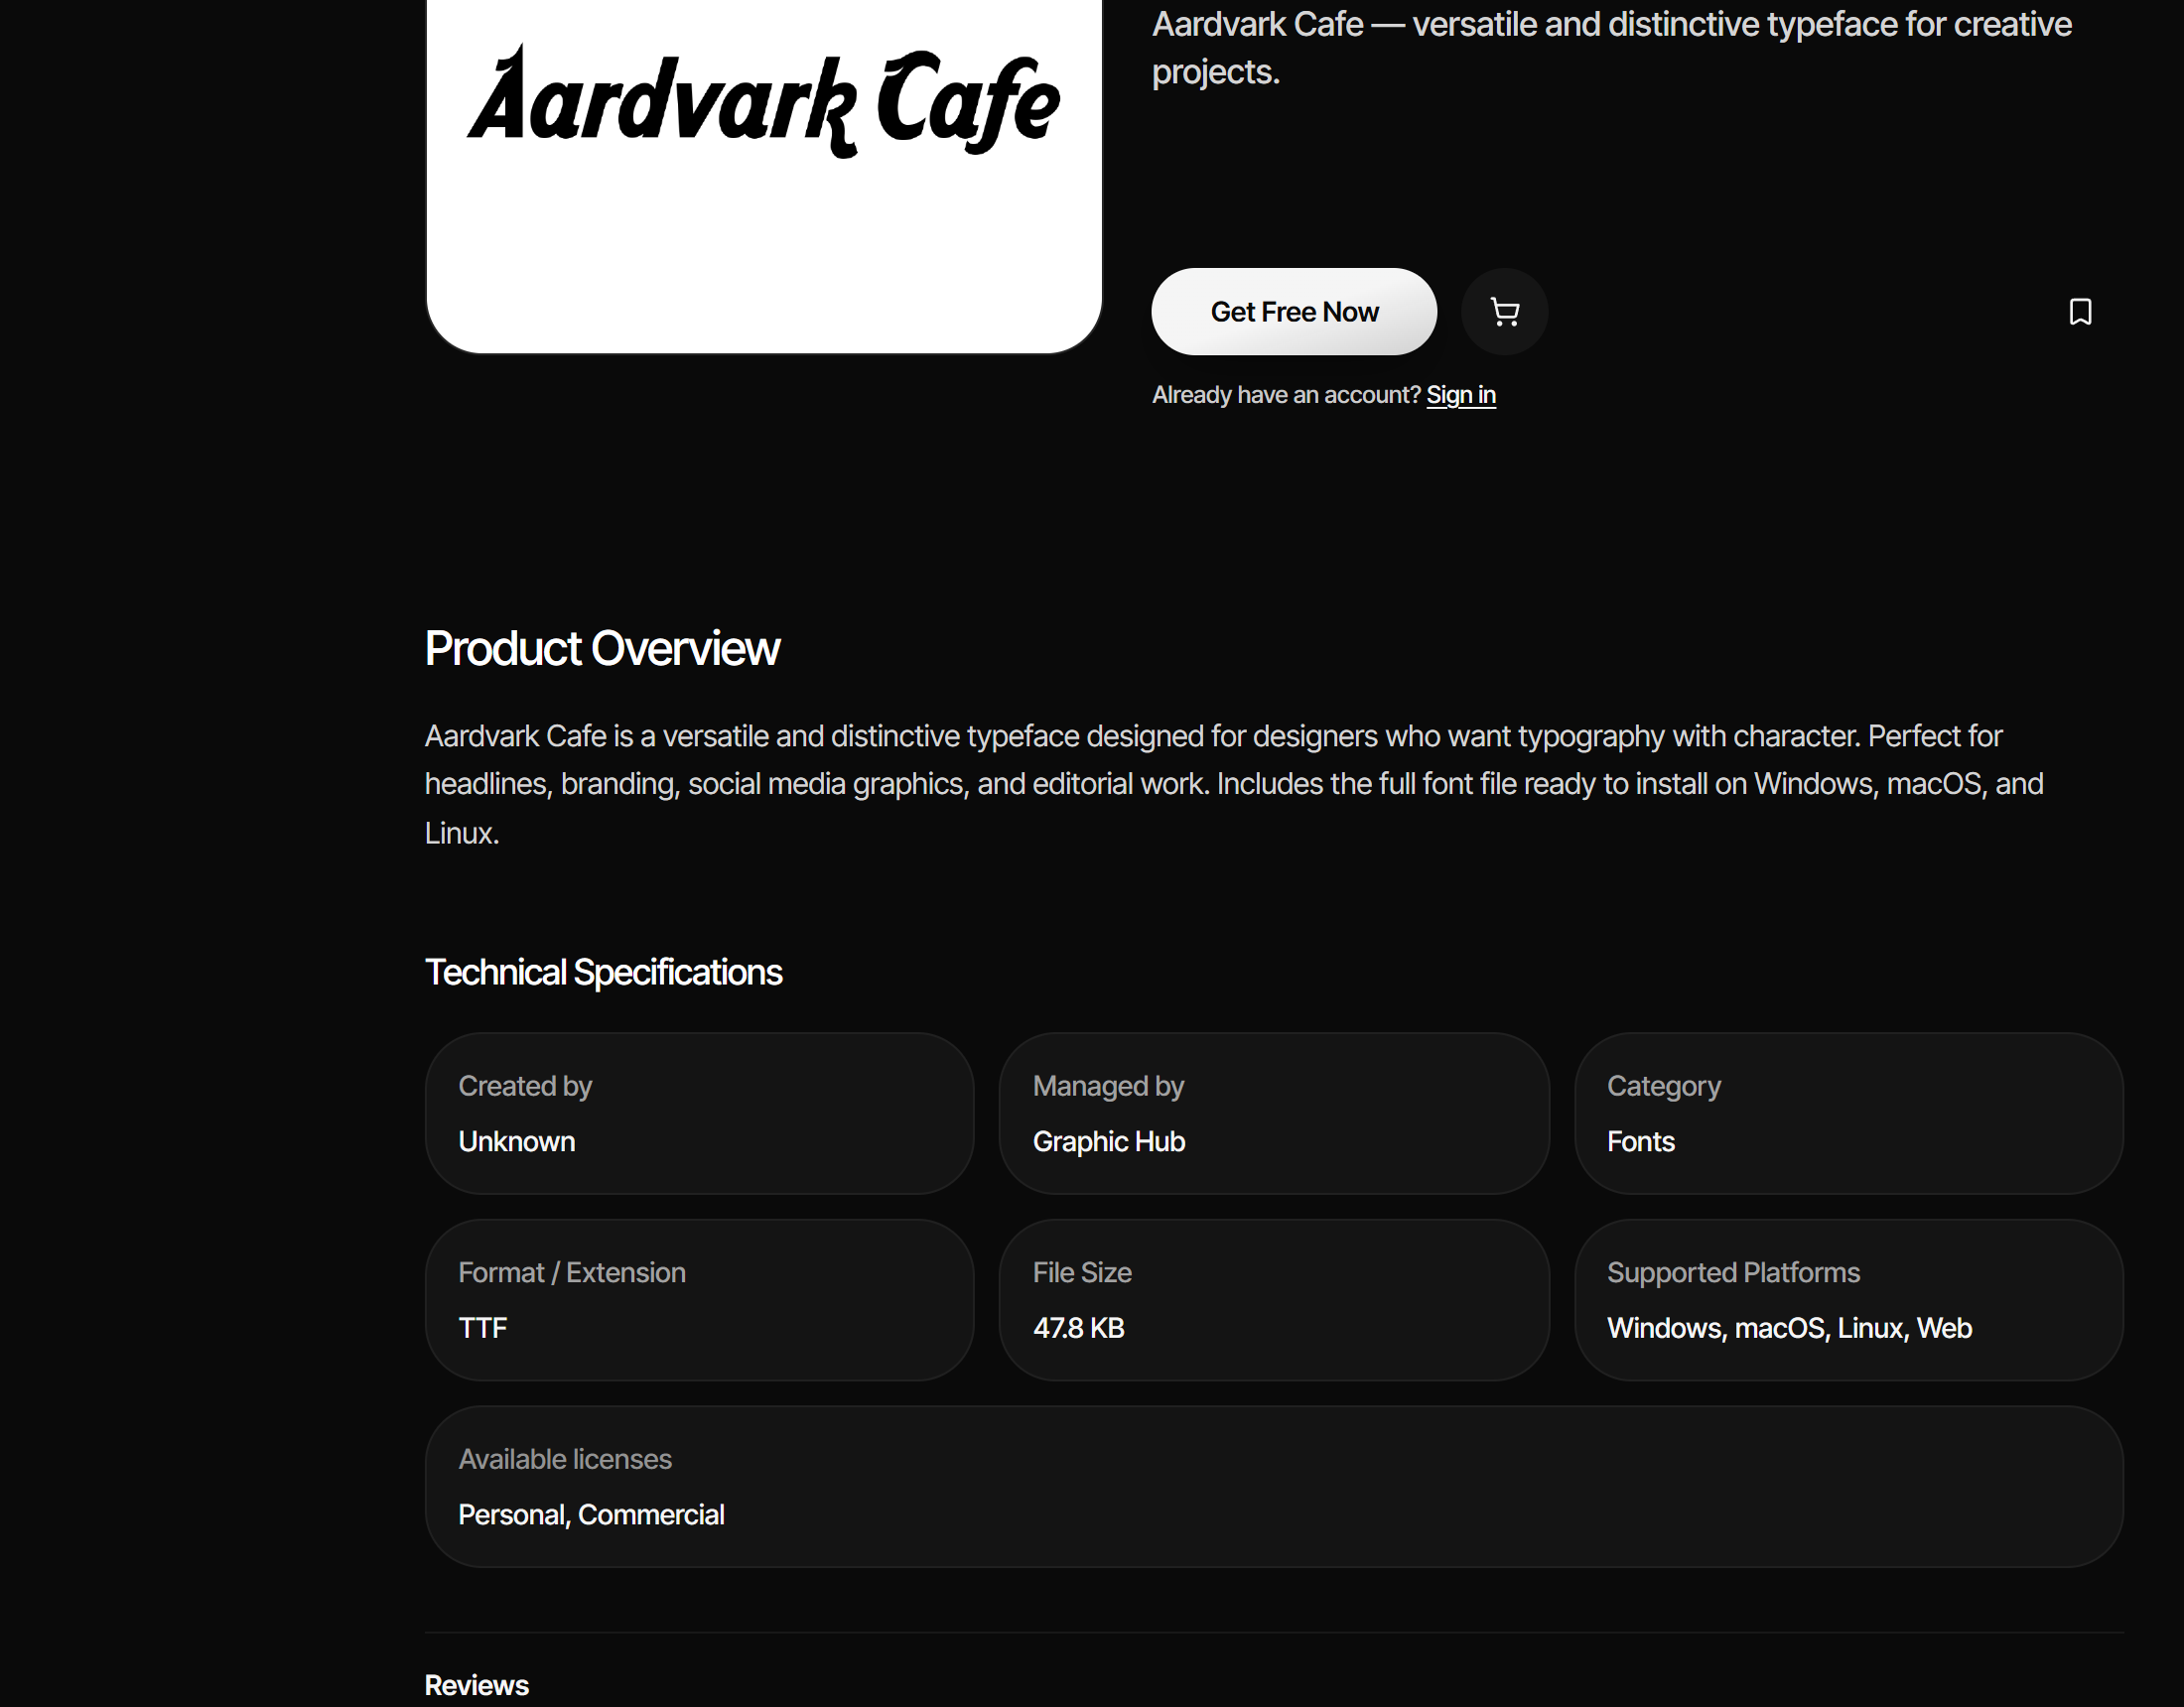 Aardvark Cafe
Aardvark Cafe — versatile and distinctive typeface for creative
projects.
Get Free Now
Already have an account? Sign in
Product Overview
Aardvark Cafe is a versatile and distinctive typeface designed for designers who want typography with character. Perfect for
headlines, branding, social media graphics, and editorial work. Includes the full font file ready to install on Windows, macOS, and
Linux.
Technical Specifications
Created by
Unknown
Managed by
Graphic Hub
Category
Fonts
Format / Extension
TTF
File Size
47.8 KB
Supported Platforms
Windows, macOS, Linux, Web
Available licenses
Personal, Commercial
Reviews